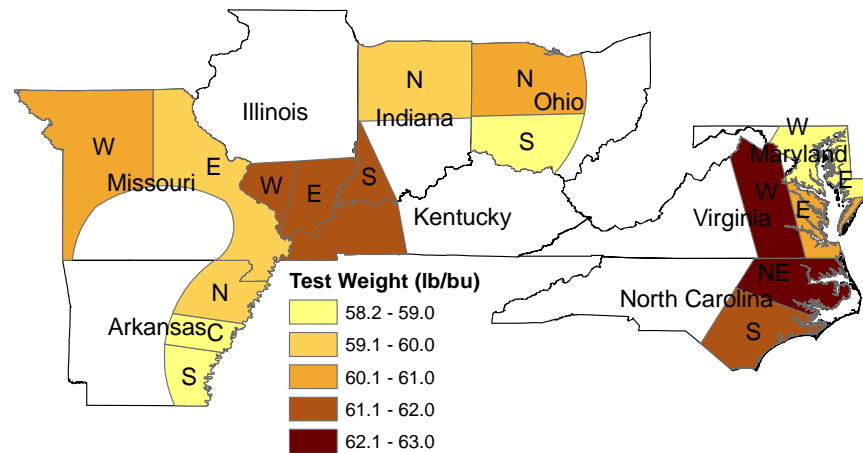 N
N
Illinois
Indiana
Ohio
W
E
Missouri
S
W
Maryland
W
E
S
W
E
Virginia
E
Kentucky
Test Weight (lb/bu)
NE
North Carolina
N
58.2 - 59.0
Arkansas
C
S
59.1 - 60.0
S
60.1 - 61.0
61.1 - 62.0
62.1 - 63.0